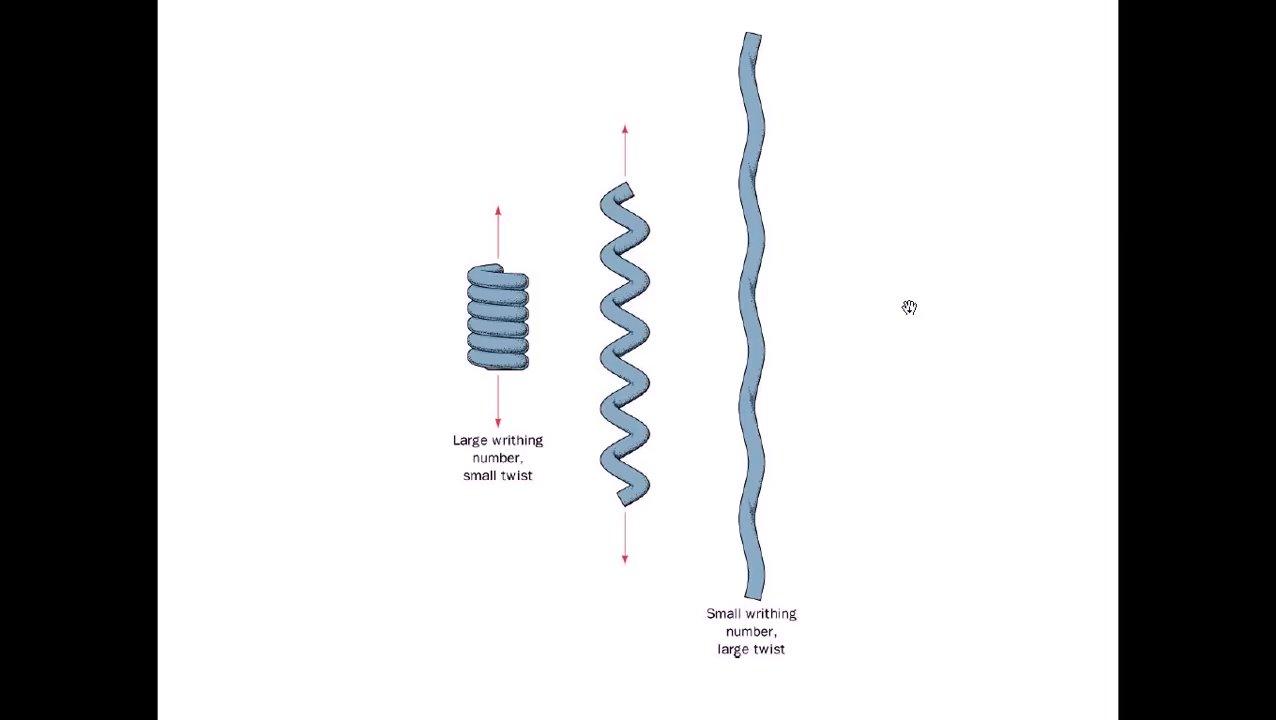 Large writhing
number,
small twist
Small writhing
number,
large twist